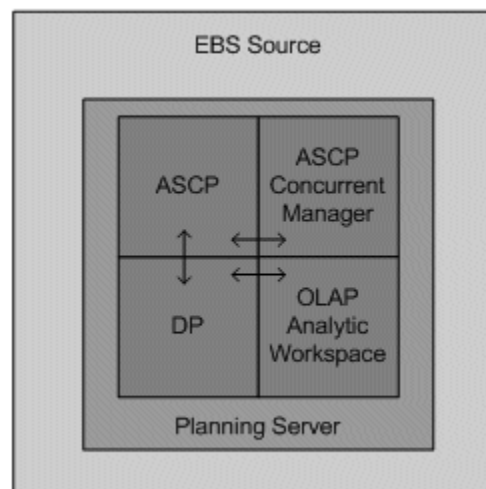 EBS Source
ASCP
ASCP
Concurrent
Manager
DP
OLAP
Analytic
Workspace
Planning Server